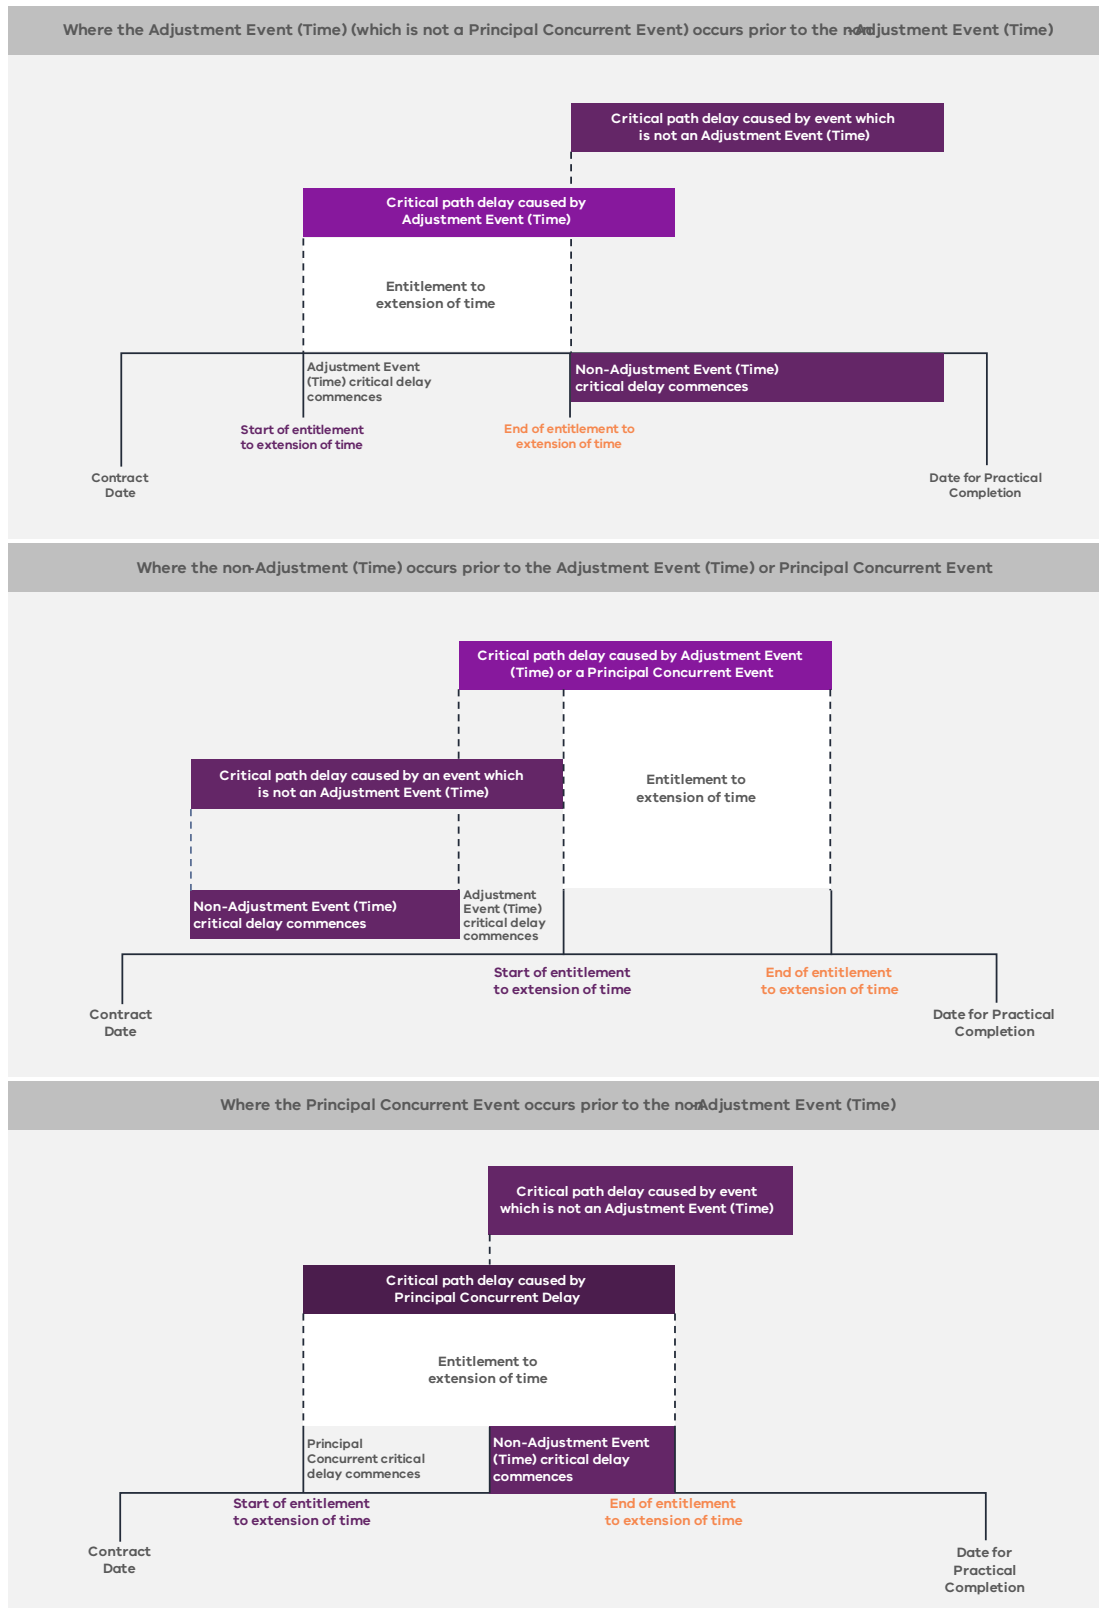 Where the Adjustment Event (Time) (which is not a Principal Concurrent Event) occurs prior to the non-Adjustment Event (Time)
Critical path delay caused by event which
is not an Adjustment Event (Time)
Critical path delay caused by
Adjustment Event (Time)
Entitlement to
extension of time
Adjustment Event
(Time) critical delay
commences
Non-Adjustment Event (Time)
critical delay commences
Start of entitlement
to extension of time
End of entitlement to
extension of time
Contract
Date
Date for Practical
Completion
Where the non-Adjustment (Time) occurs prior to the Adjustment Event (Time) or Principal Concurrent Event
Critical path delay caused by Adjustment Event
(Time) or a Principal Concurrent Event
Critical path delay caused by an event which
is not an Adjustment Event (Time)
Entitlement to
extension of time
Non-Adjustment Event (Time)
critical delay commences
Adjustment
Event (Time)
critical delay
commences
Start of entitlement
to extension of time
End of entitlement
to extension of time
Contract
Date
Date for Practical
Completion
Where the Principal Concurrent Event occurs prior to the non-Adjustment Event (Time)
Critical path delay caused by event
which is not an Adjustment Event (Time)
Critical path delay caused by
Principal Concurrent Delay
Entitlement to
extension of time
Principal
Concurrent critical
delay commences
Non-Adjustment Event
(Time) critical delay
commences
Start of entitlement
to extension of time
End of entitlement
to extension of time
Contract
Date
Date for
Practical
Completion